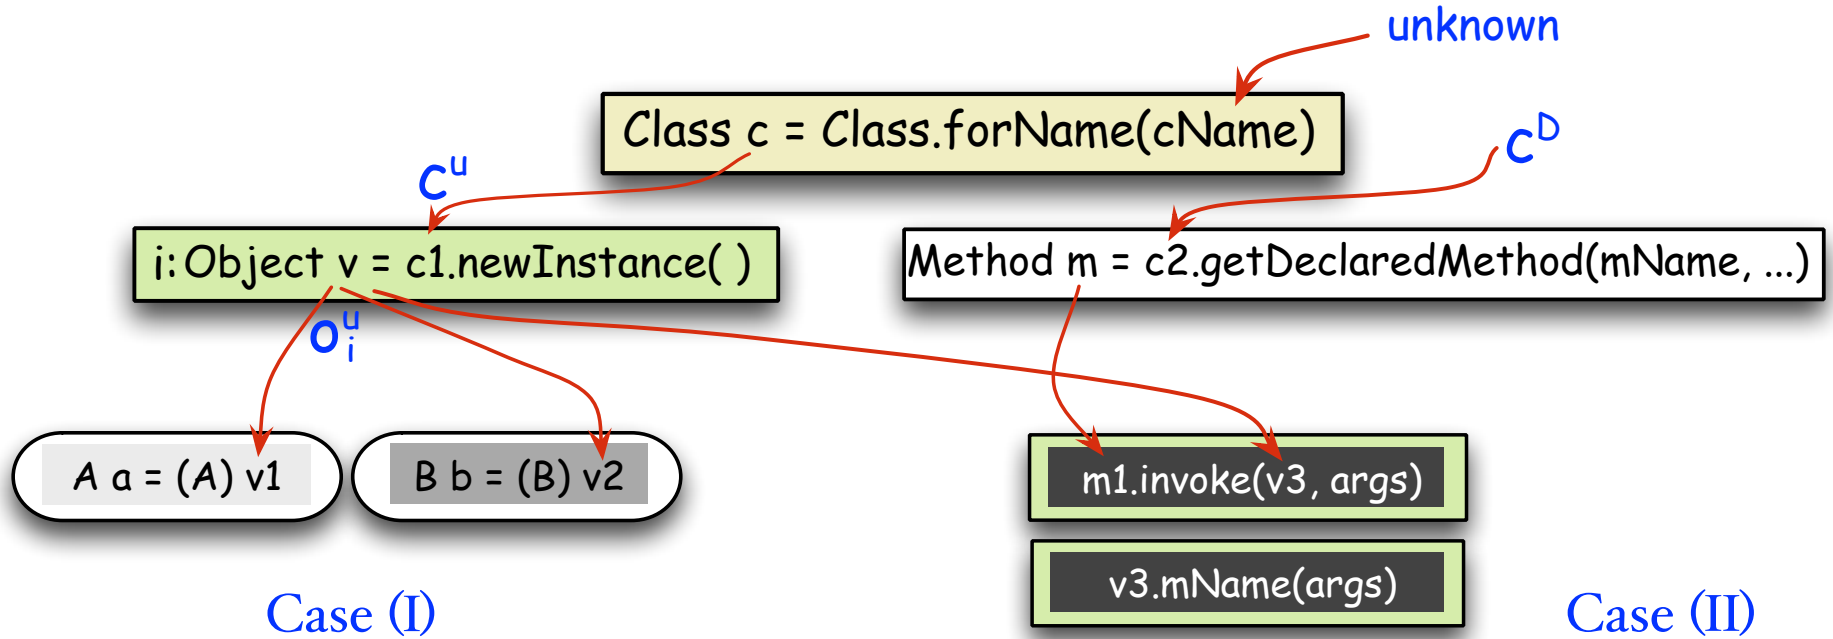 unknown
Class c = Class.forName(cName)
c^u
c^D
i: Object v = c1.newInstance( )
Method m = c2.getDeclaredMethod(mName, ...)
o_i^u
A a = (A) v1
B b = (B) v2
m1.invoke(v3, args)
v3.mName(args)
Case (I)
Case (II)